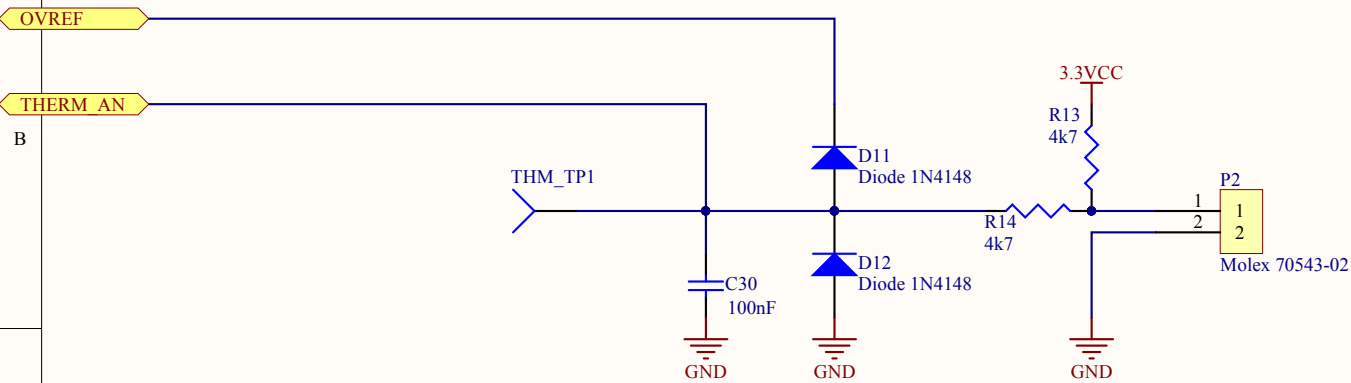 OVREF
3.3VCC
THERM_AN
R13
4k7
B
D11
Diode 1N4148
THM_TP1
P2
1
1
2
2
R14
4k7
Molex 70543-02
D12
Diode 1N4148
C30
100nF
GND
GND
GND